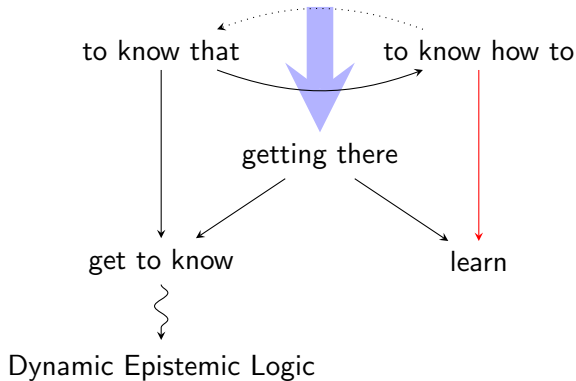 to know that
to know how to
getting there
get to know
learn
Dynamic Epistemic Logic